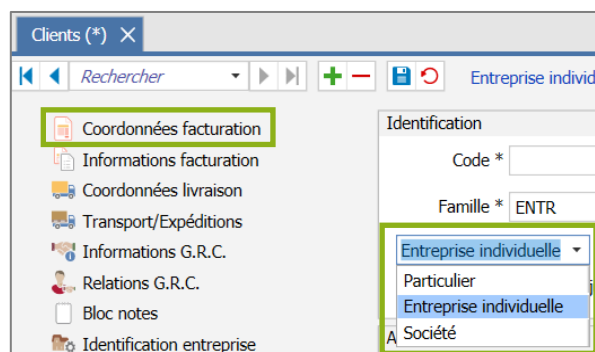 Clients (*)
Rechercher
Entreprise individ
Coordonnées facturation
Informations facturation
Coordonnées livraison
Transport/Expéditions
Informations G.R.C.
Relations G.R.C.
Bloc notes
Identification entreprise
Identification
Code *
Famille * ENTR
Entreprise individuelle
Particulier
Entreprise individuelle
Société